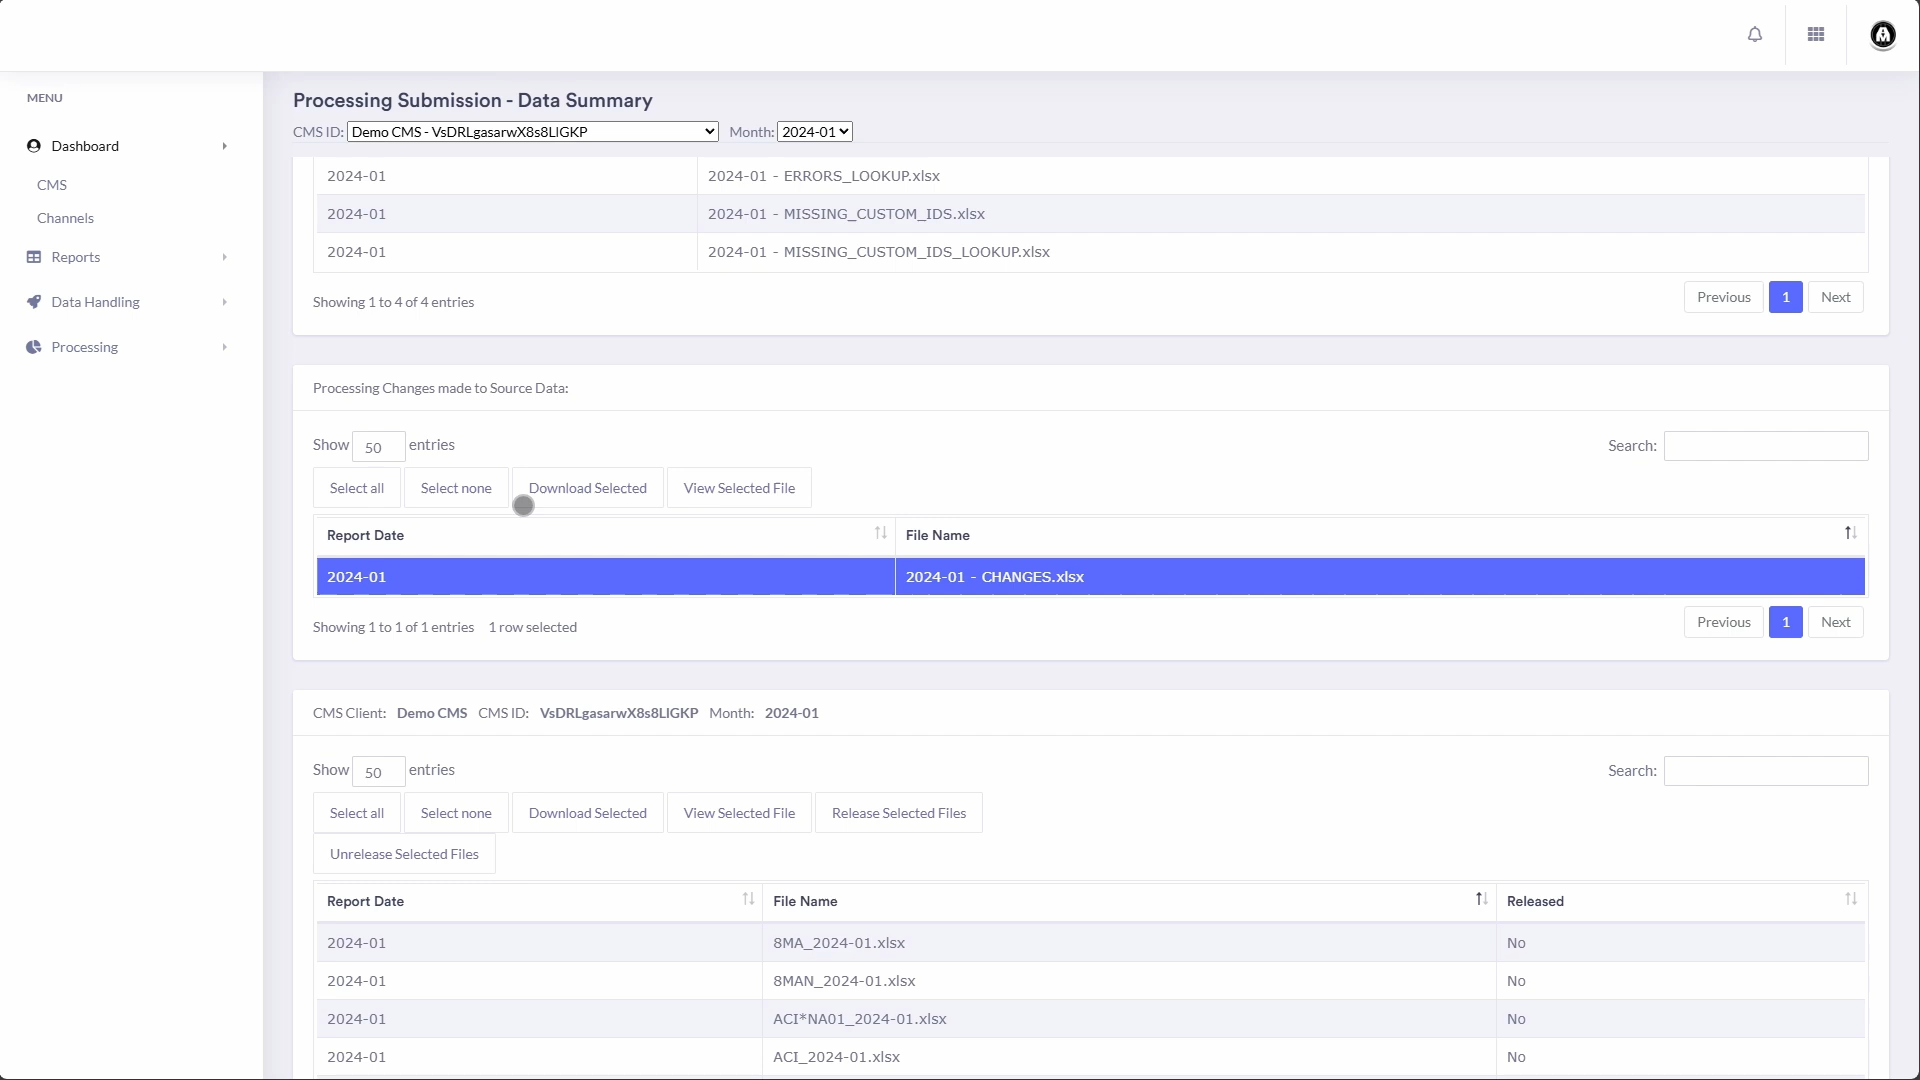 MENU
Dashboard
CMS
Channels
Reports
Data Handling
Processing
Processing Submission - Data Summary
CMS ID: Demo CMS - VsDRLgasarwX8s8LlGKP Month: 2024-01
2024-01 2024-01 - ERRORS_LOOKUP.xlsx
2024-01 2024-01 - MISSING_CUSTOM_IDS.xlsx
2024-01 2024-01 - MISSING_CUSTOM_IDS_LOOKUP.xlsx
Showing 1 to 4 of 4 entries Previous 1 Next
Processing Changes made to Source Data:
Show 50 entries Search:
Select all Select none Download Selected View Selected File
Report Date File Name
2024-01 2024-01 - CHANGES.xlsx
Showing 1 to 1 of 1 entries 1 row selected Previous 1 Next
CMS Client: Demo CMS CMS ID: VsDRLgasarwX8s8LlGKP Month: 2024-01
Show 50 entries Search:
Select all Select none Download Selected View Selected File Release Selected Files
Unrelease Selected Files
Report Date File Name Released
2024-01 8MA_2024-01.xlsx No
2024-01 8MAN_2024-01.xlsx No
2024-01 ACI*NA01_2024-01.xlsx No
2024-01 ACI_2024-01.xlsx No